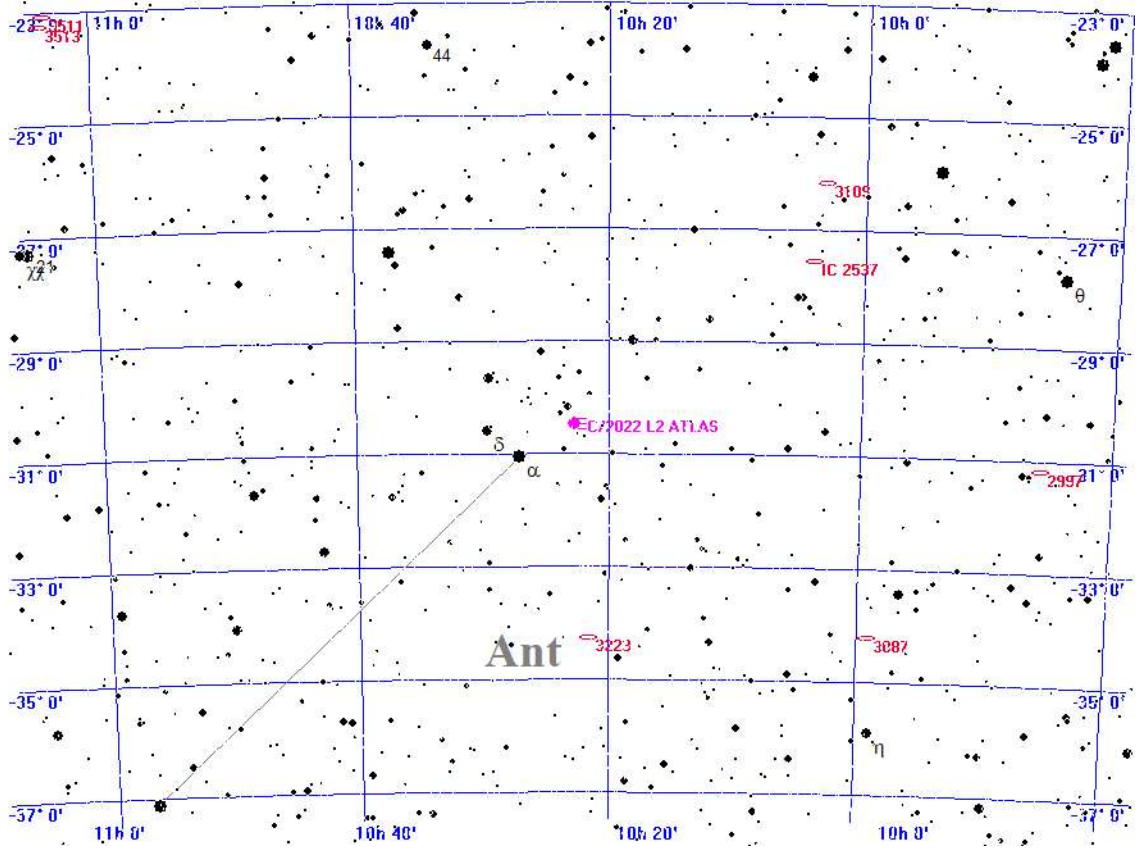 -23° 0'
11h 0'
10h 40'
10h 20'
10h 0'
-23° 0'
3511
3513
44
-25° 0'
-25° 0'
3109
-27° 0'
-27° 0'
IC 2537
θ
-29° 0'
-29° 0'
C/2022 L2 ATLAS
δ
α
-31° 0'
-31° 0'
2997
-33° 0'
-33° 0'
Ant
3223
3087
-35° 0'
-35° 0'
η
-37° 0'
-37° 0'
11h 0'
10h 40'
10h 20'
10h 0'